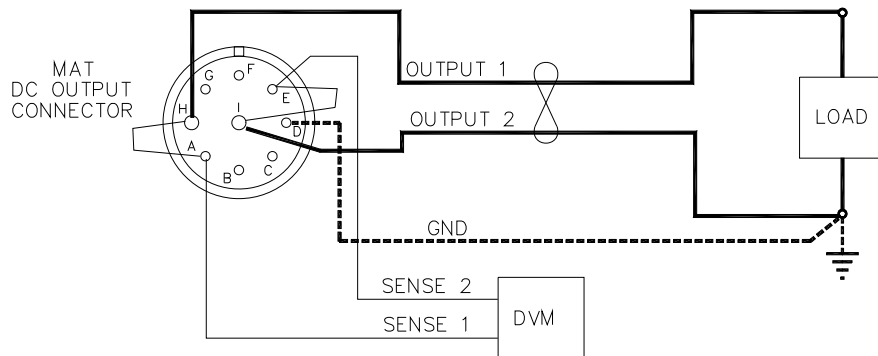 MAT
DC OUTPUT
CONNECTOR
F
G
E
H
I
D
A
C
B
OUTPUT 1
OUTPUT 2
LOAD
GND
SENSE 2
SENSE 1
DVM